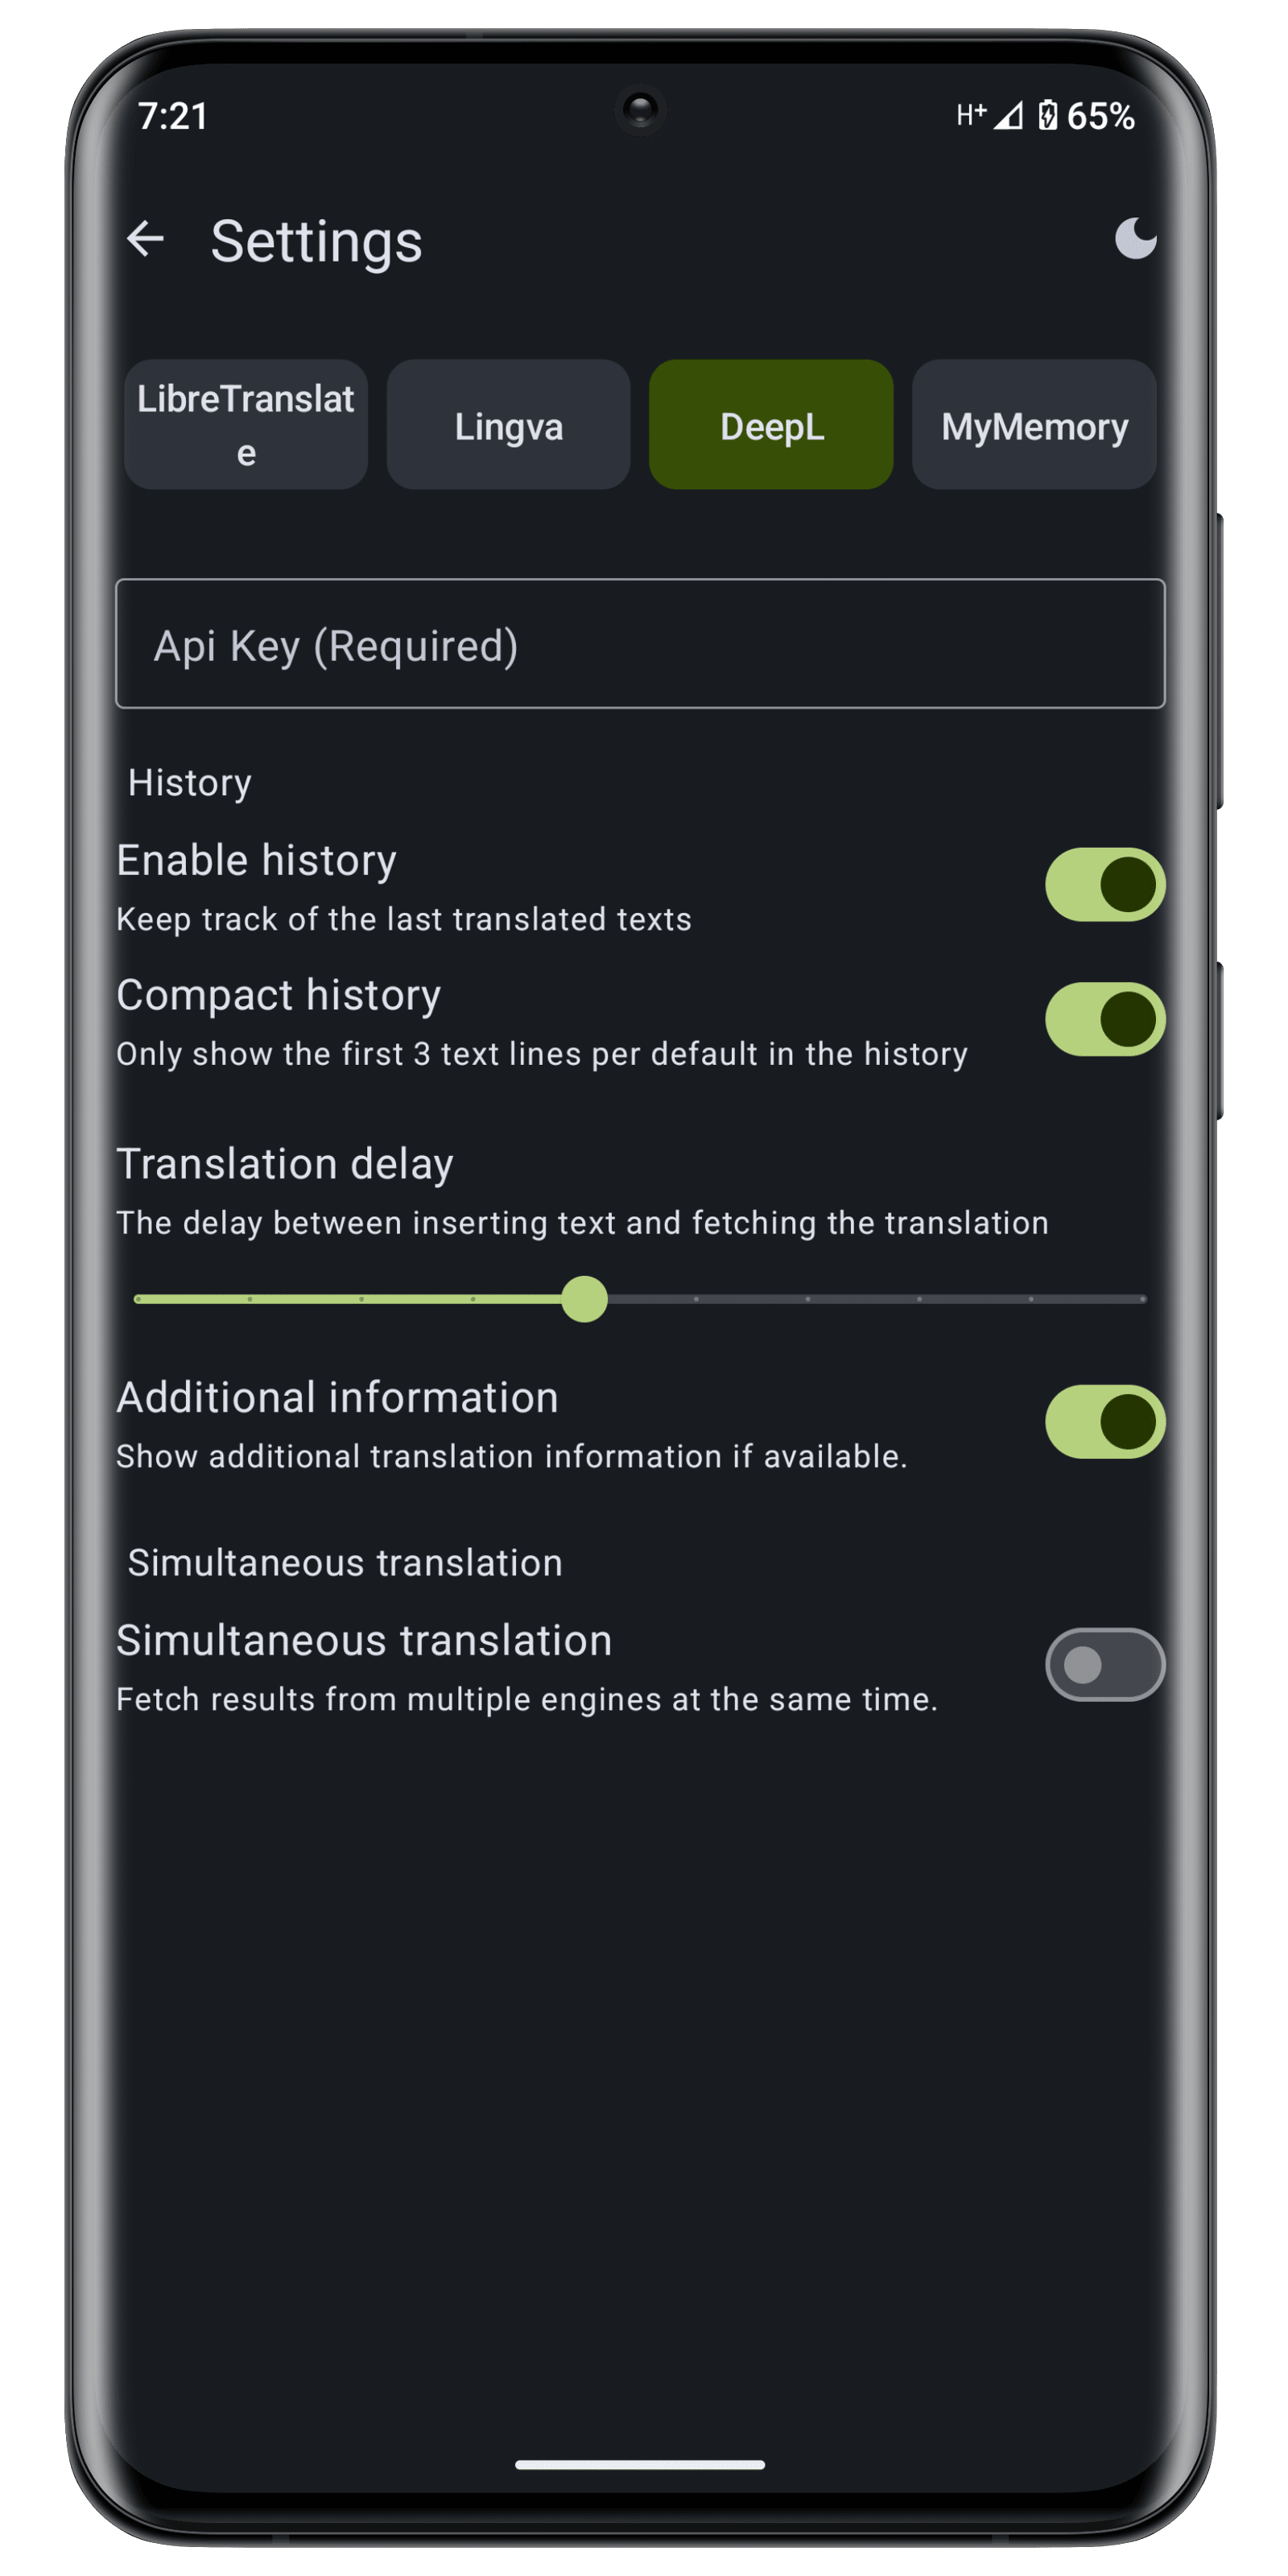 7:21
H+ 65%
Settings
LibreTranslat
e
Lingva
DeepL
MyMemory
Api Key (Required)
History
Enable history
Keep track of the last translated texts
Compact history
Only show the first 3 text lines per default in the history
Translation delay
The delay between inserting text and fetching the translation
Additional information
Show additional translation information if available.
Simultaneous translation
Simultaneous translation
Fetch results from multiple engines at the same time.